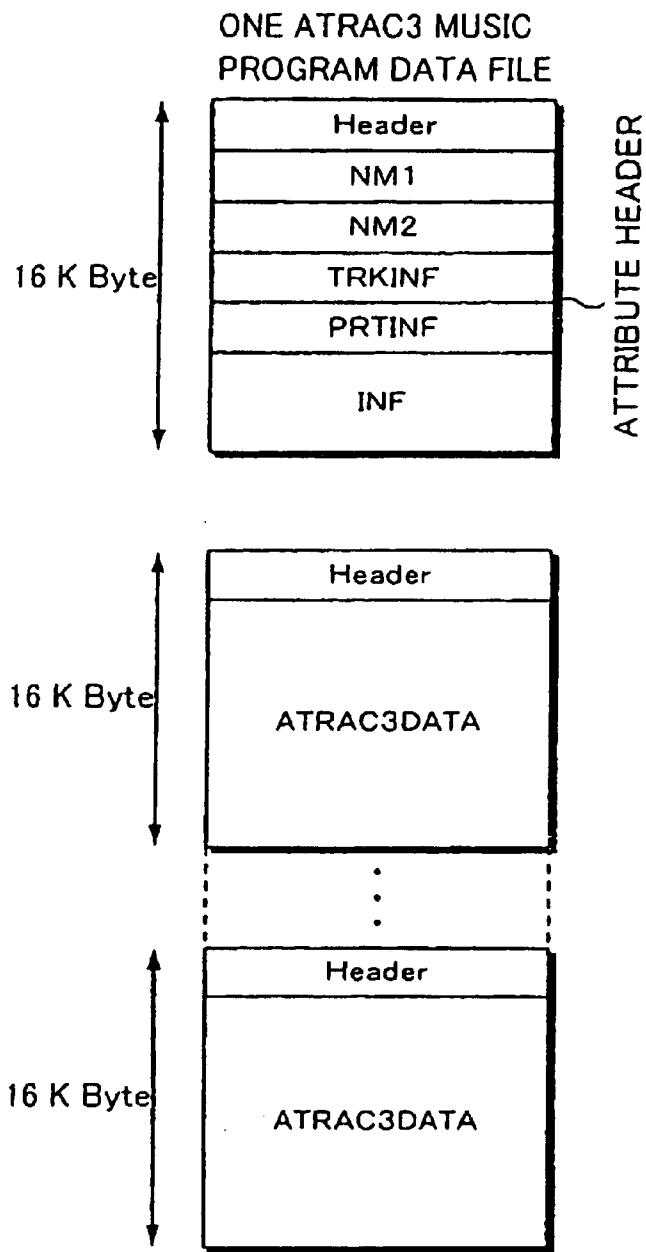 ONE ATRAC3 MUSIC
PROGRAM DATA FILE
Header
NM1
NM2
16 K Byte
TRKINF
PRTINF
INF
ATTRIBUTE HEADER
Header
16 K Byte
ATRAC3DATA
Header
16 K Byte
ATRAC3DATA